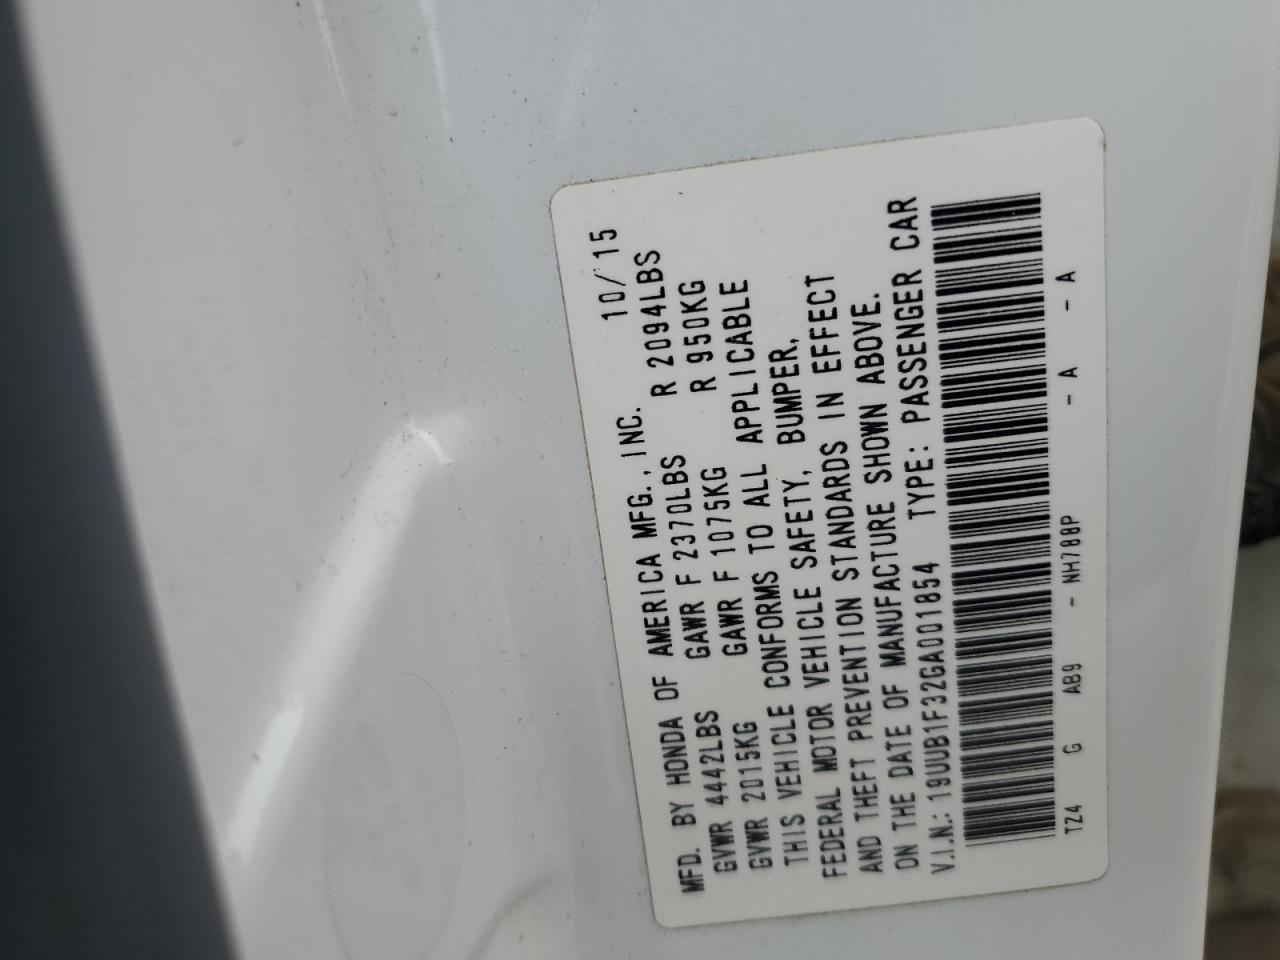 MFD. BY HONDA OF AMERICA MFG., INC. 10/15
GVWR 4442LBS GAWR F 2370LBS R 2094LBS
GVWR 2015KG GAWR F 1075KG R 950KG
THIS VEHICLE CONFORMS TO ALL APPLICABLE
FEDERAL MOTOR VEHICLE SAFETY, BUMPER,
AND THEFT PREVENTION STANDARDS IN EFFECT
ON THE DATE OF MANUFACTURE SHOWN ABOVE.
V.I.N.: 19UUB1F32GA001854 TYPE: PASSENGER CAR
TZ4 G AB9 - NH788P - A - A